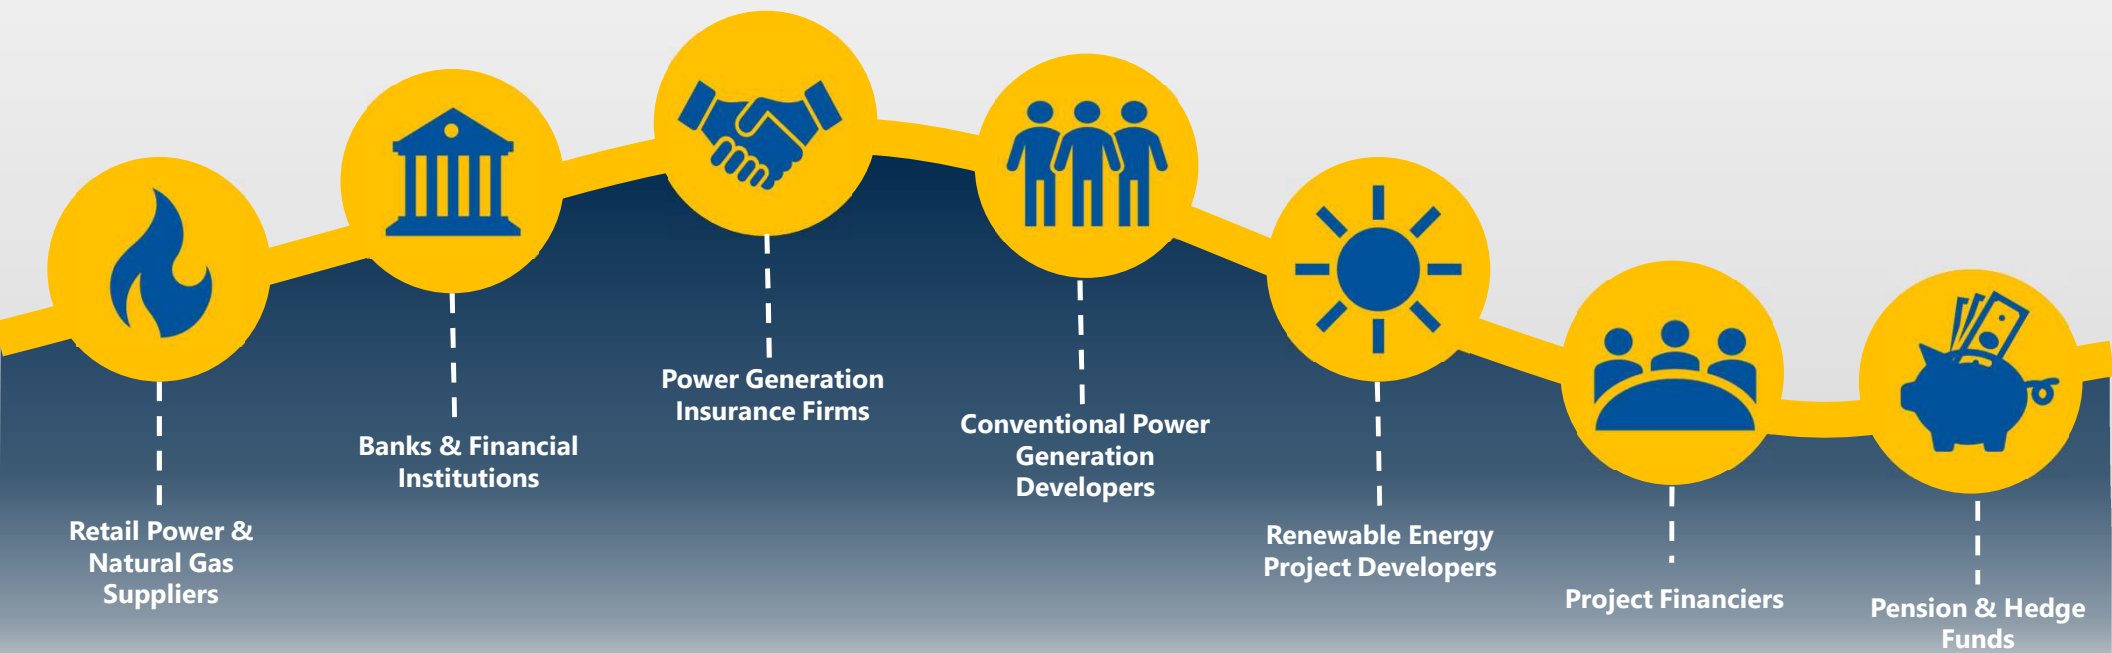 Retail Power &
Natural Gas
Suppliers
Banks & Financial
Institutions
Power Generation
Insurance Firms
Conventional Power
Generation
Developers
Renewable Energy
Project Developers
Project Financiers
Pension & Hedge
Funds